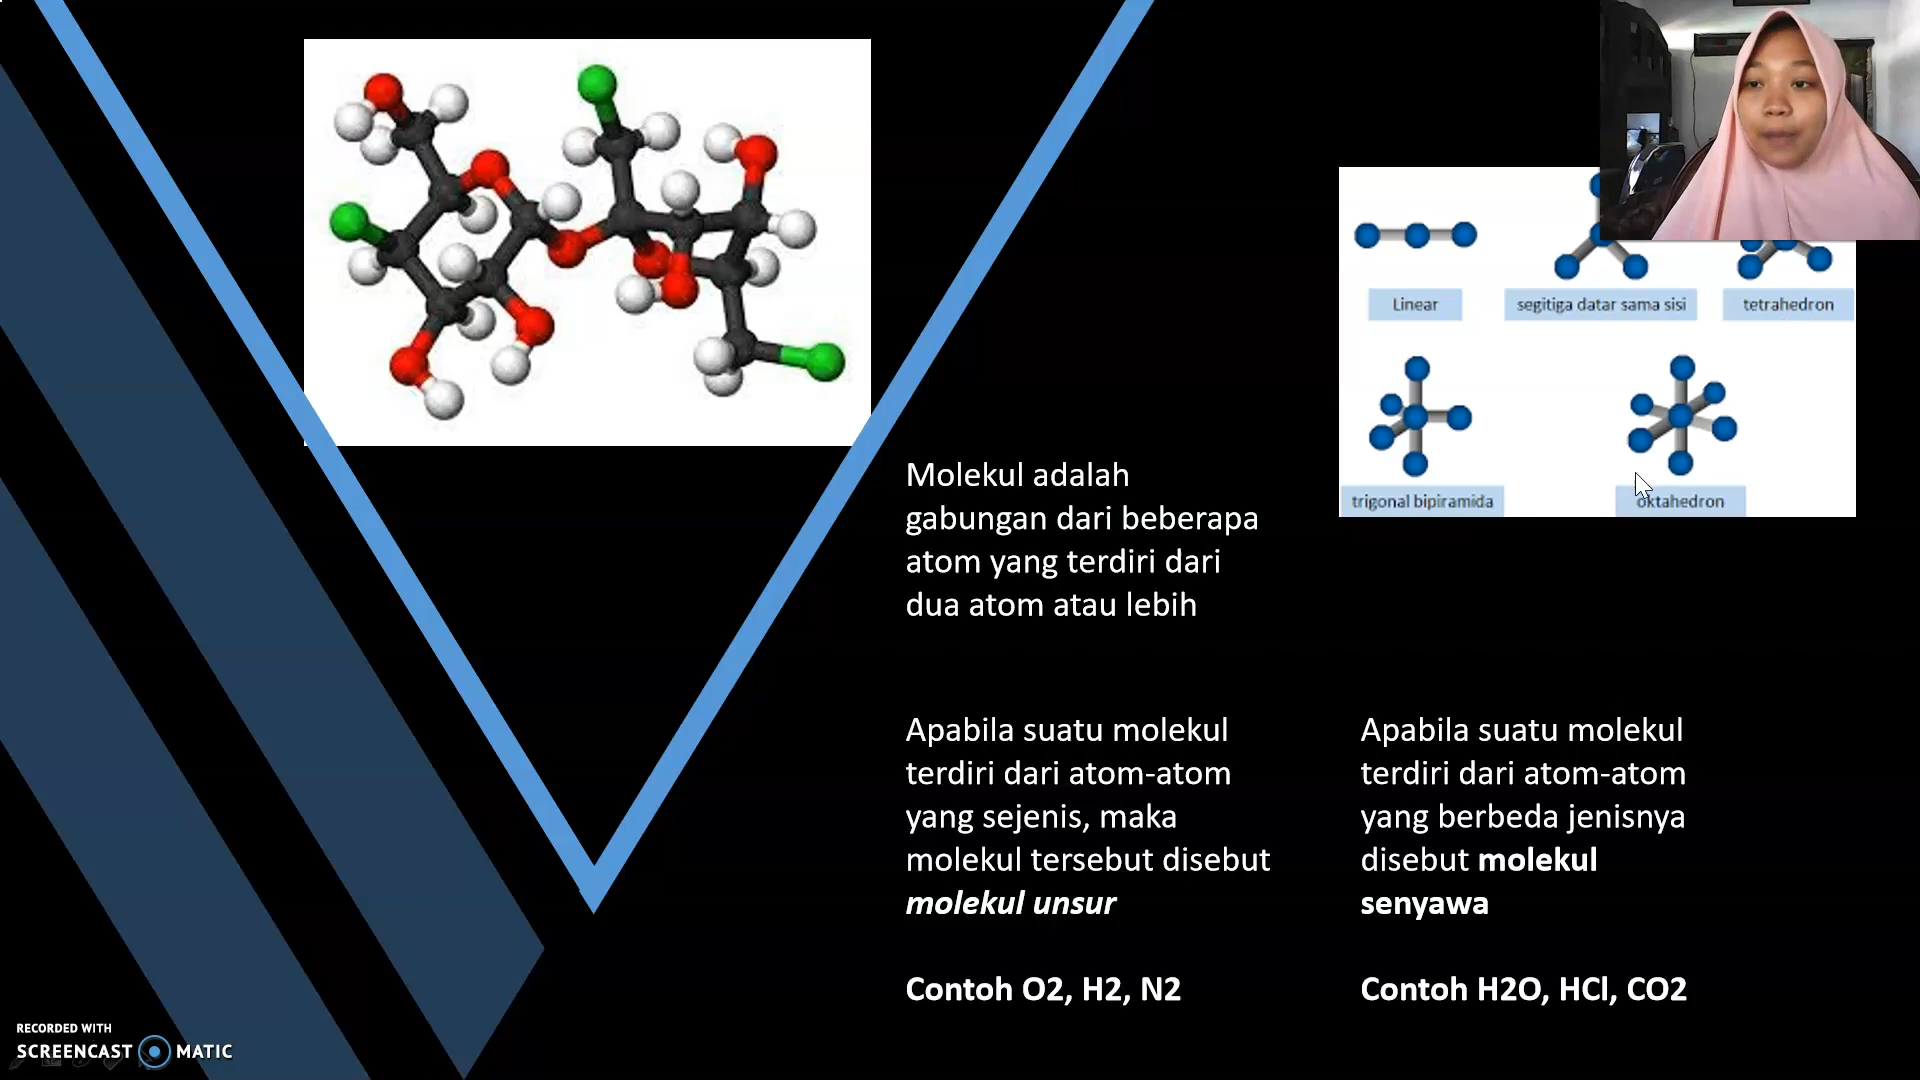 Linear
segitiga datar sama sisi
tetrahedron
trigonal bipiramida
oktahedron
Molekul adalah
gabungan dari beberapa
atom yang terdiri dari
dua atom atau lebih
Apabila suatu molekul
terdiri dari atom-atom
yang sejenis, maka
molekul tersebut disebut
molekul unsur
Contoh O2, H2, N2
Apabila suatu molekul
terdiri dari atom-atom
yang berbeda jenisnya
disebut molekul
senyawa
Contoh H2O, HCl, CO2
RECORDED WITH
SCREENCAST MATIC